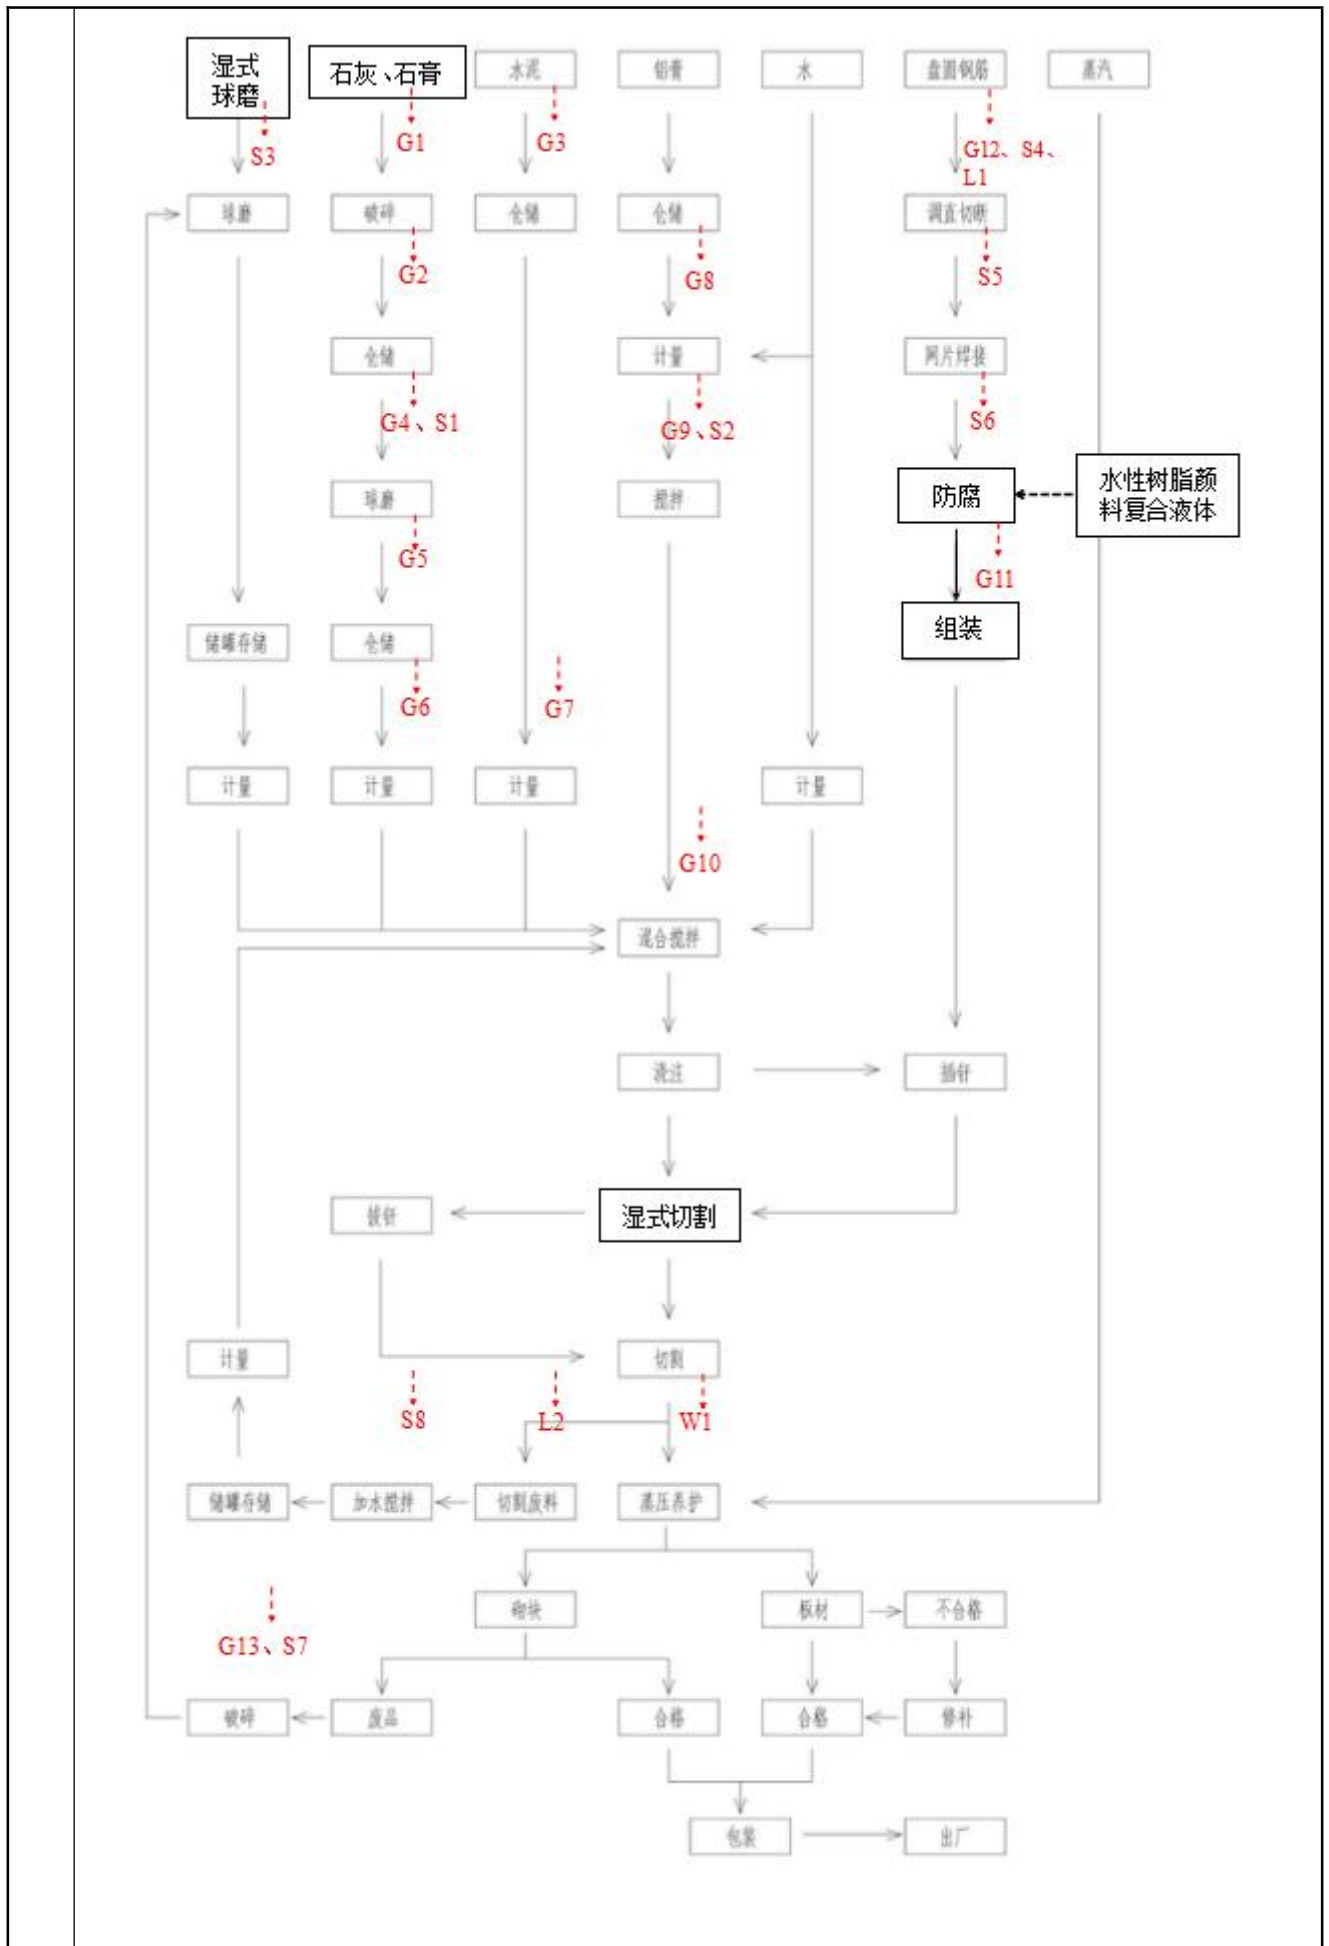 湿式
球磨
石灰、石膏
水泥
铝膏
水
盘圆钢筋
蒸汽
S3
G1
G3
G12、S4、
L1
球磨
破碎
仓储
仓储
调直切断
G2
G8
S5
仓储
计量
网片焊接
G4、S1
G9、S2
S6
球磨
搅拌
防腐
水性树脂颜
料复合液体
G5
G11
储罐存储
仓储
组装
G6
G7
计量
计量
计量
计量
G10
混合搅拌
浇注
插钎
拔钎
湿式切割
计量
切割
S8
L2
W1
储罐存储
加水搅拌
切割废料
蒸压养护
砌块
板材
不合格
G13、S7
破碎
废品
合格
合格
修补
包装
出厂